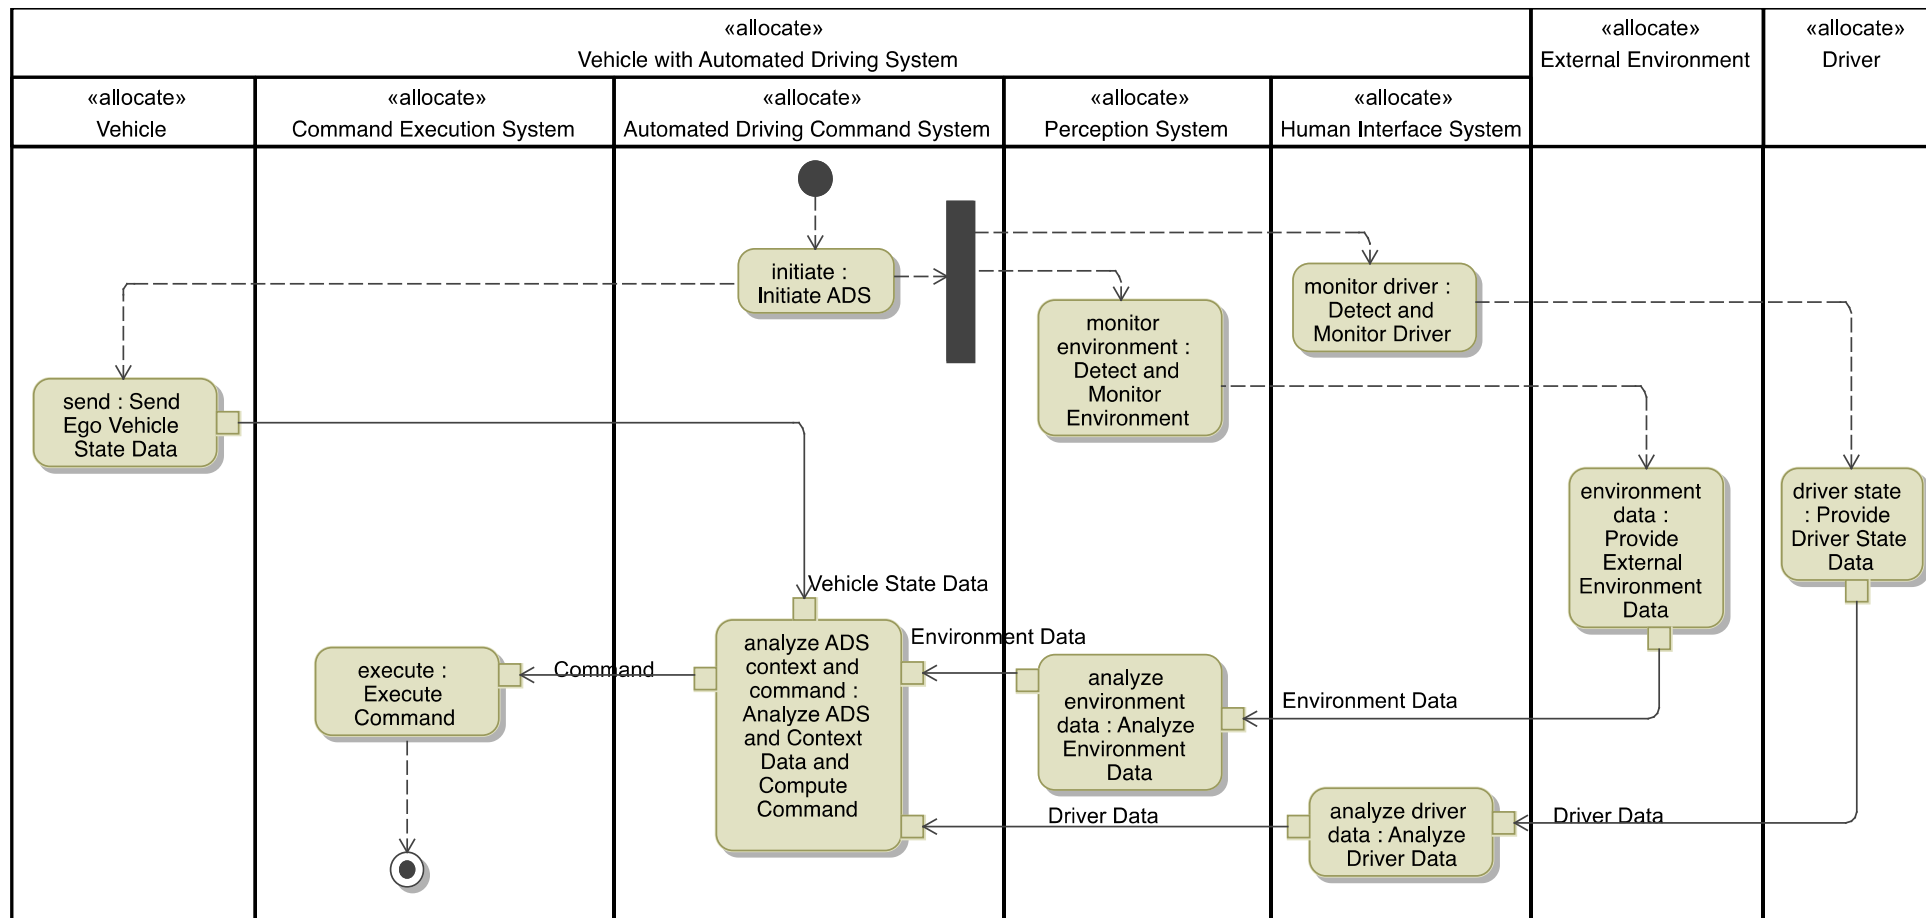 «allocate»
Vehicle with Automated Driving System
«allocate»
External Environment
«allocate»
Driver
«allocate»
Vehicle
«allocate»
Command Execution System
«allocate»
Automated Driving Command System
«allocate»
Perception System
«allocate»
Human Interface System
initiate :
Initiate ADS
monitor driver :
Detect and
Monitor Driver
monitor
environment :
Detect and
Monitor
Environment
send : Send
Ego Vehicle
State Data
environment
data :
Provide
External
Environment
Data
driver state
: Provide
Driver State
Data
Vehicle State Data
Environment Data
Command
execute :
Execute
Command
analyze ADS
context and
command :
Analyze ADS
and Context
Data and
Compute
Command
analyze
environment
data : Analyze
Environment
Data
Environment Data
Driver Data
analyze driver
data : Analyze
Driver Data
Driver Data